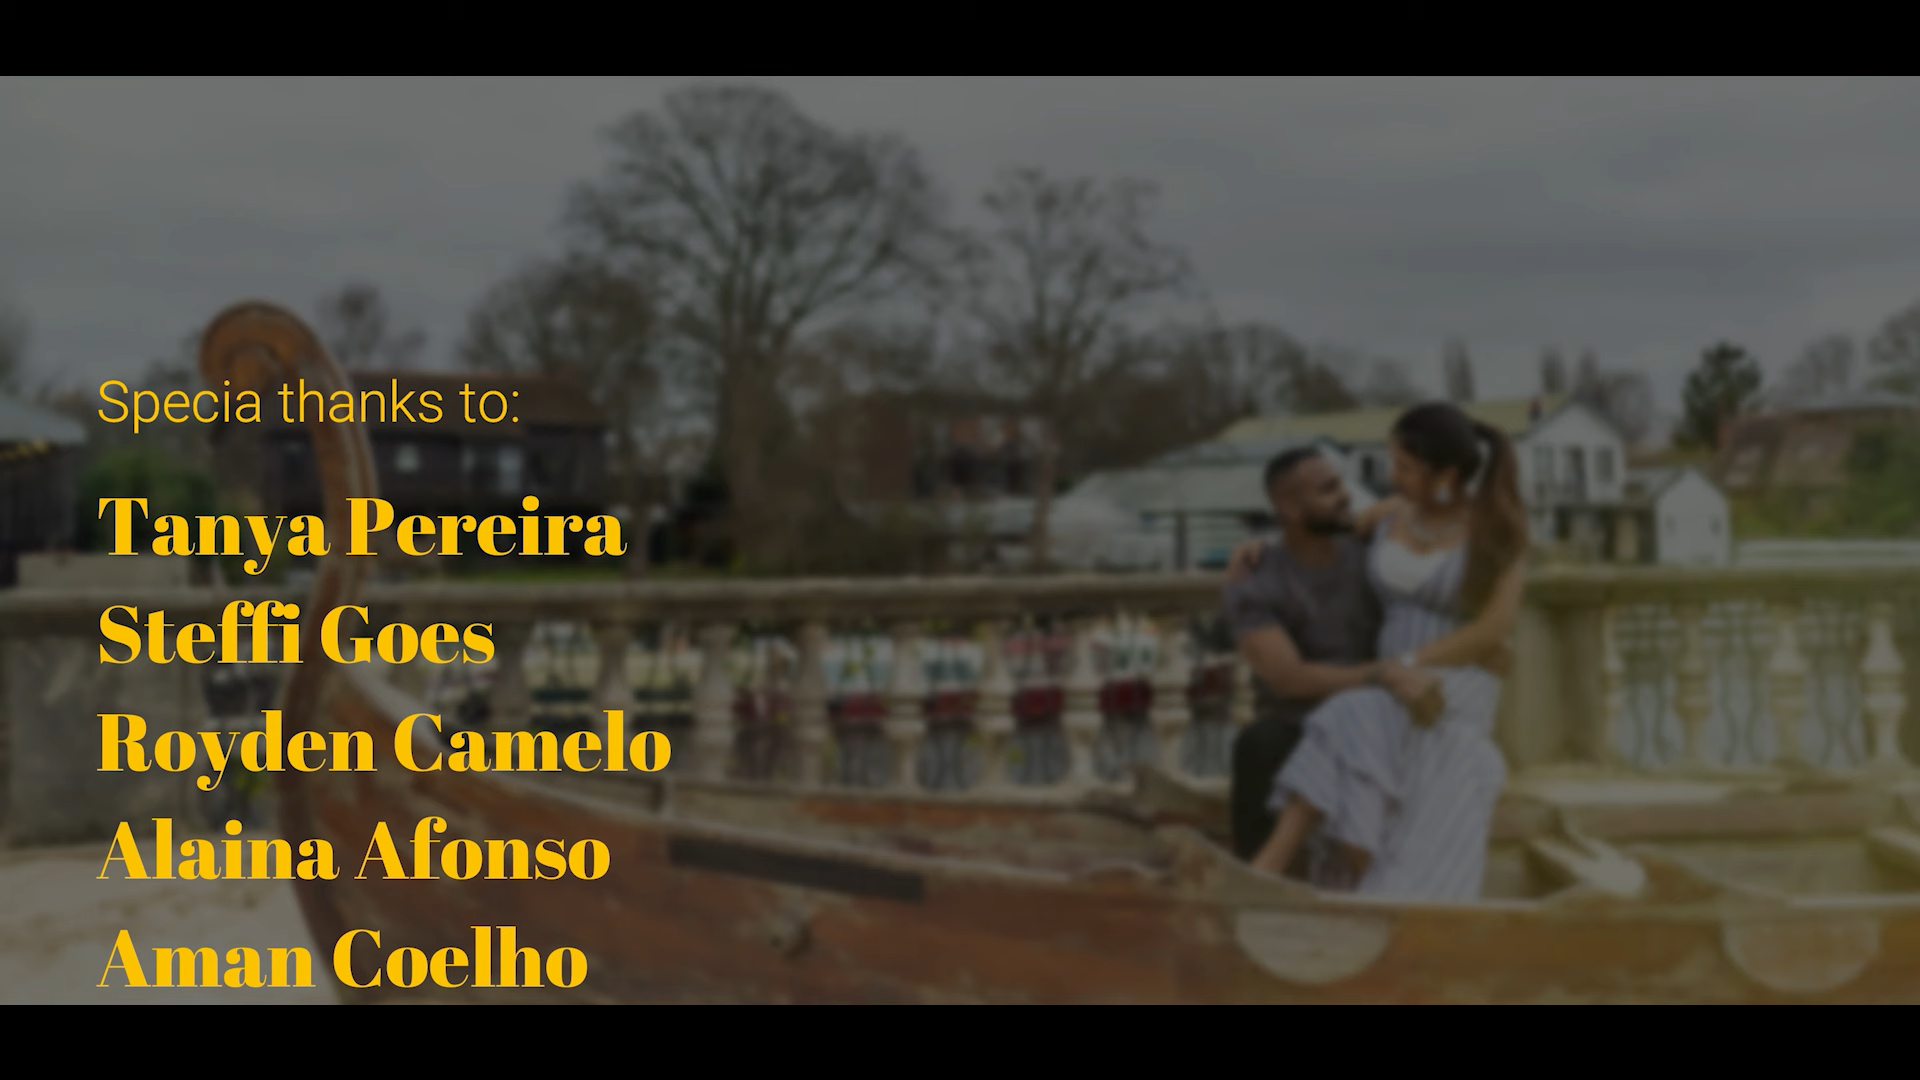 Specia thanks to:
Tanya Pereira
Steffi Goes
Royden Camelo
Alaina Afonso
Aman Coelho